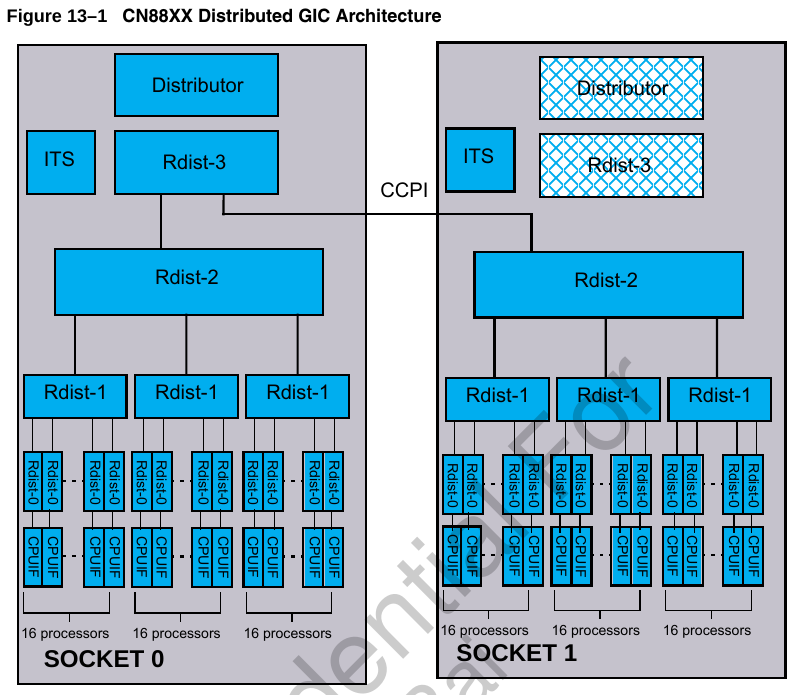 Figure 13–1 CN88XX Distributed GIC Architecture
Distributor
ITS
Rdist-3
Rdist-2
Rdist-1 Rdist-1 Rdist-1
Rdist-0 Rdist-0 Rdist-0 Rdist-0 Rdist-0 Rdist-0 Rdist-0 Rdist-0 Rdist-0 Rdist-0 Rdist-0 Rdist-0
CPUIF CPUIF CPUIF CPUIF CPUIF CPUIF CPUIF CPUIF CPUIF CPUIF CPUIF CPUIF
16 processors 16 processors 16 processors
SOCKET 0
CCPI
Distributor
ITS
Rdist-3
Rdist-2
Rdist-1 Rdist-1 Rdist-1
Rdist-0 Rdist-0 Rdist-0 Rdist-0 Rdist-0 Rdist-0 Rdist-0 Rdist-0 Rdist-0 Rdist-0 Rdist-0 Rdist-0
CPUIF CPUIF CPUIF CPUIF CPUIF CPUIF CPUIF CPUIF CPUIF CPUIF CPUIF CPUIF
16 processors 16 processors 16 processors
SOCKET 1
dential For